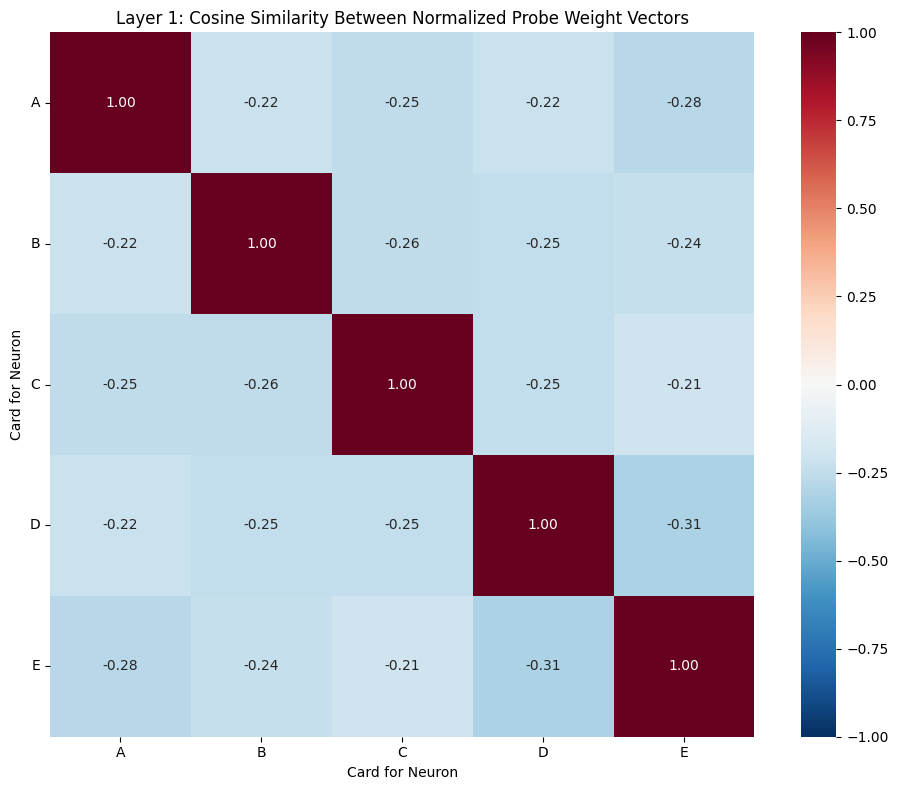 Layer 1: Cosine Similarity Between Normalized Probe Weight Vectors
Card for Neuron
A 1.00 -0.22 -0.25 -0.22 -0.28
B -0.22 1.00 -0.26 -0.25 -0.24
C -0.25 -0.26 1.00 -0.25 -0.21
D -0.22 -0.25 -0.25 1.00 -0.31
E -0.28 -0.24 -0.21 -0.31 1.00
A B C D E
Card for Neuron
1.00
0.75
0.50
0.25
0.00
−0.25
−0.50
−0.75
−1.00